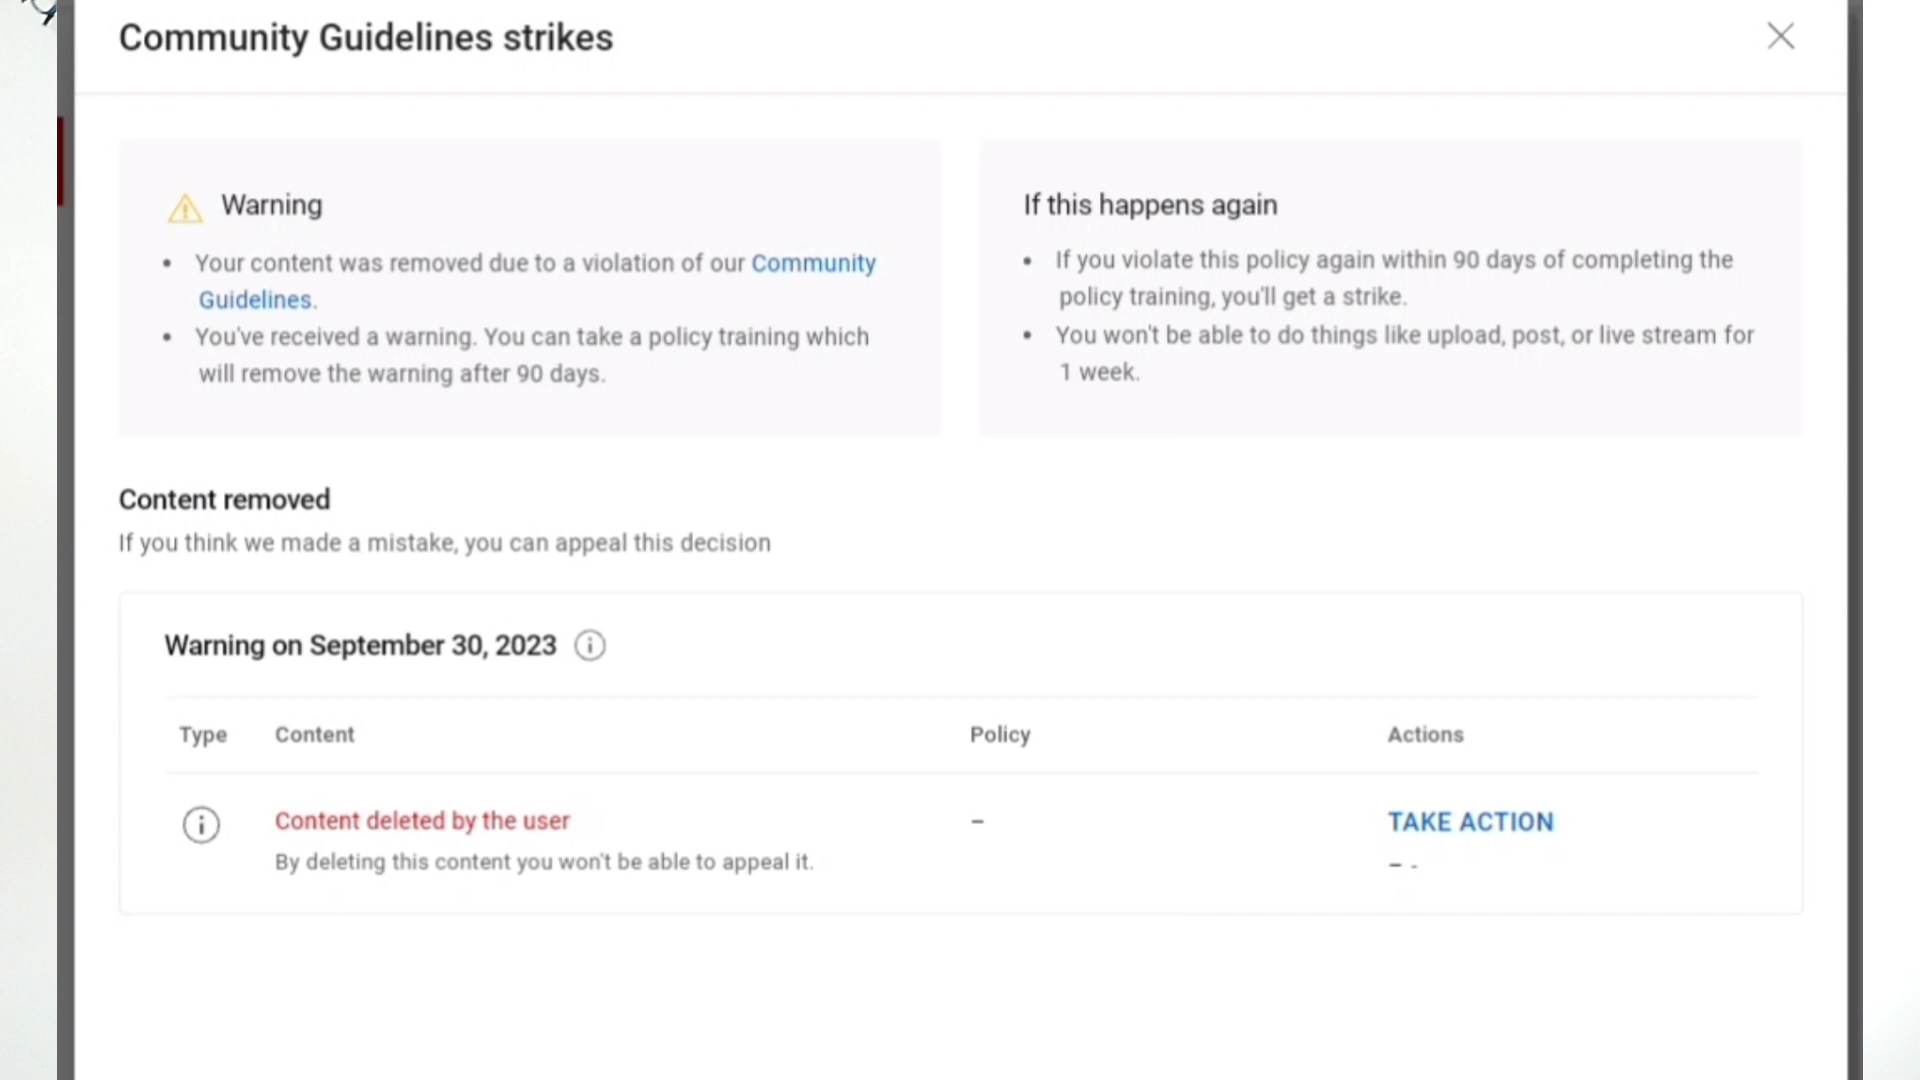 Community Guidelines strikes
Warning
• Your content was removed due to a violation of our Community
Guidelines.
• You've received a warning. You can take a policy training which
will remove the warning after 90 days.
If this happens again
• If you violate this policy again within 90 days of completing the
policy training, you'll get a strike.
• You won't be able to do things like upload, post, or live stream for
1 week.
Content removed
If you think we made a mistake, you can appeal this decision
Warning on September 30, 2023
Type Content Policy Actions
Content deleted by the user – TAKE ACTION
By deleting this content you won't be able to appeal it. – -